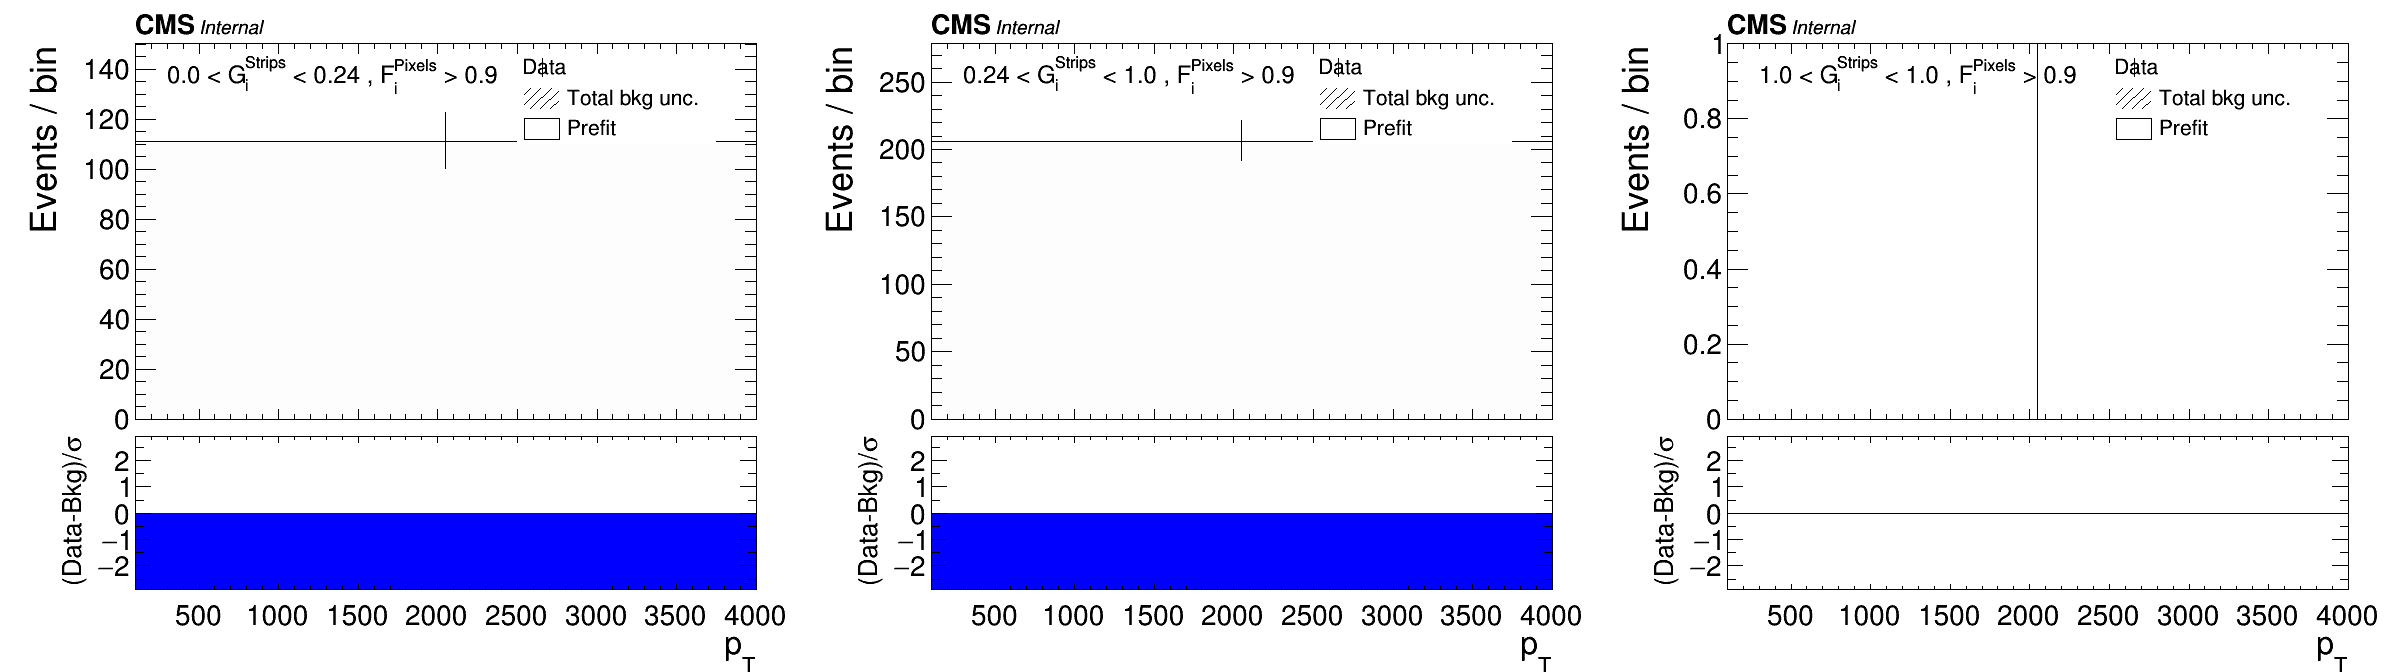 CMS Internal
Events / bin
0.0 < G_i^Strips < 0.24 , F_i^Pixels > 0.9
Data
Total bkg unc.
Prefit
140
120
100
80
60
40
20
0
(Data-Bkg)/σ
2
1
0
−1
−2
500 1000 1500 2000 2500 3000 3500 4000
p_T
CMS Internal
Events / bin
0.24 < G_i^Strips < 1.0 , F_i^Pixels > 0.9
Data
Total bkg unc.
Prefit
250
200
150
100
50
0
(Data-Bkg)/σ
2
1
0
−1
−2
500 1000 1500 2000 2500 3000 3500 4000
p_T
CMS Internal
Events / bin
1.0 < G_i^Strips < 1.0 , F_i^Pixels > 0.9
Data
Total bkg unc.
Prefit
1
0.8
0.6
0.4
0.2
0
(Data-Bkg)/σ
2
1
0
−1
−2
500 1000 1500 2000 2500 3000 3500 4000
p_T